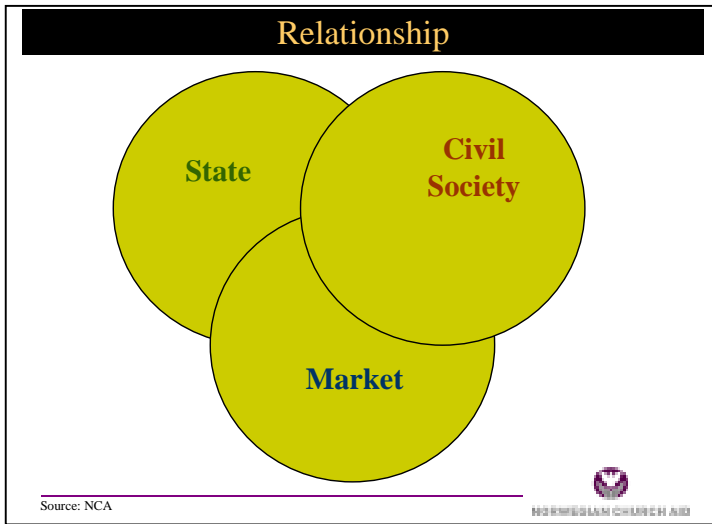 Relationship
State
Civil
Society
Market
Source: NCA
NORWEGIAN CHURCH AID